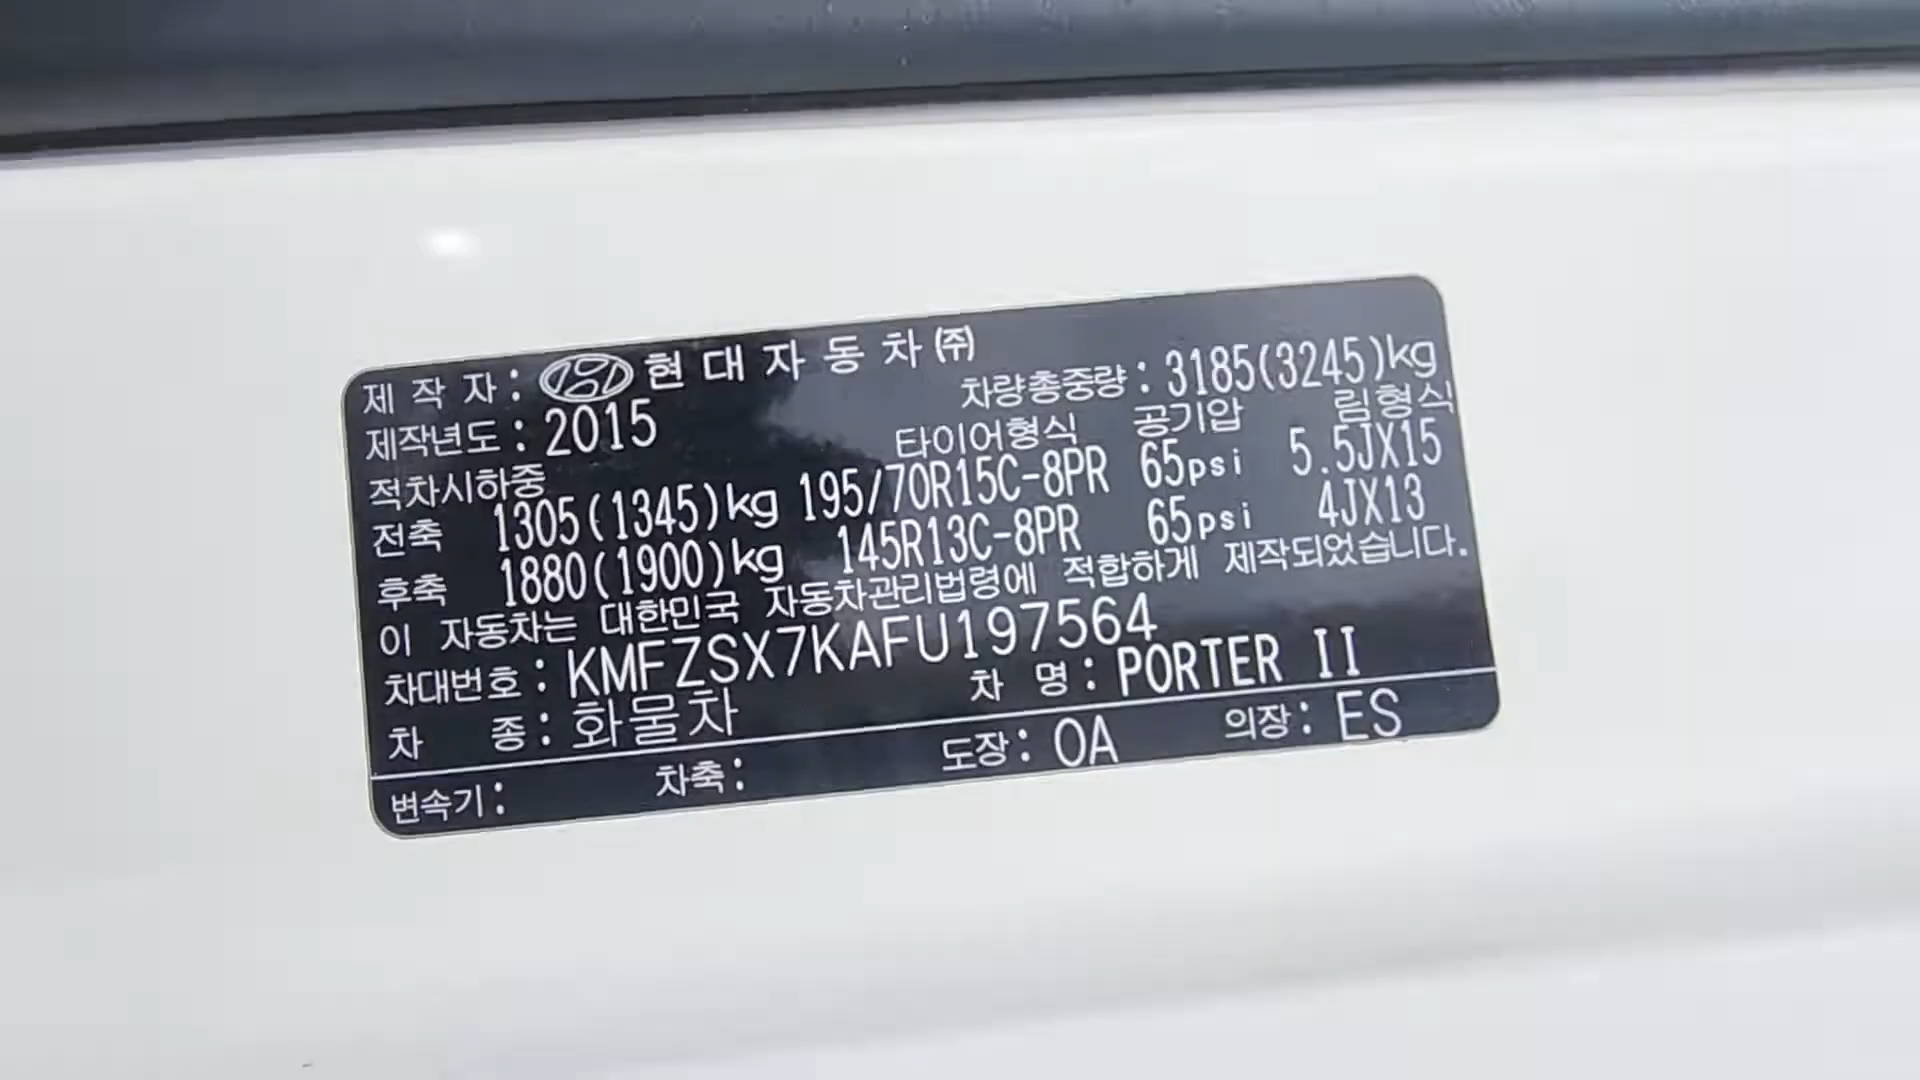 제 작 자 : 현 대 자 동 차 ㈜
제작년도 : 2015 차량총중량 : 3185(3245)kg
적차시하중 타이어형식 공기압 림형식
전축 1305(1345)kg 195/70R15C-8PR 65psi 5.5JX15
후축 1880(1900)kg 145R13C-8PR 65psi 4JX13
이 자동차는 대한민국 자동차관리법령에 적합하게 제작되었습니다.
차대번호 : KMFZSX7KAFU197564
차 종 : 화물차 차 명 : PORTER II
변속기 : 차축 : 도장 : OA 의장 : ES